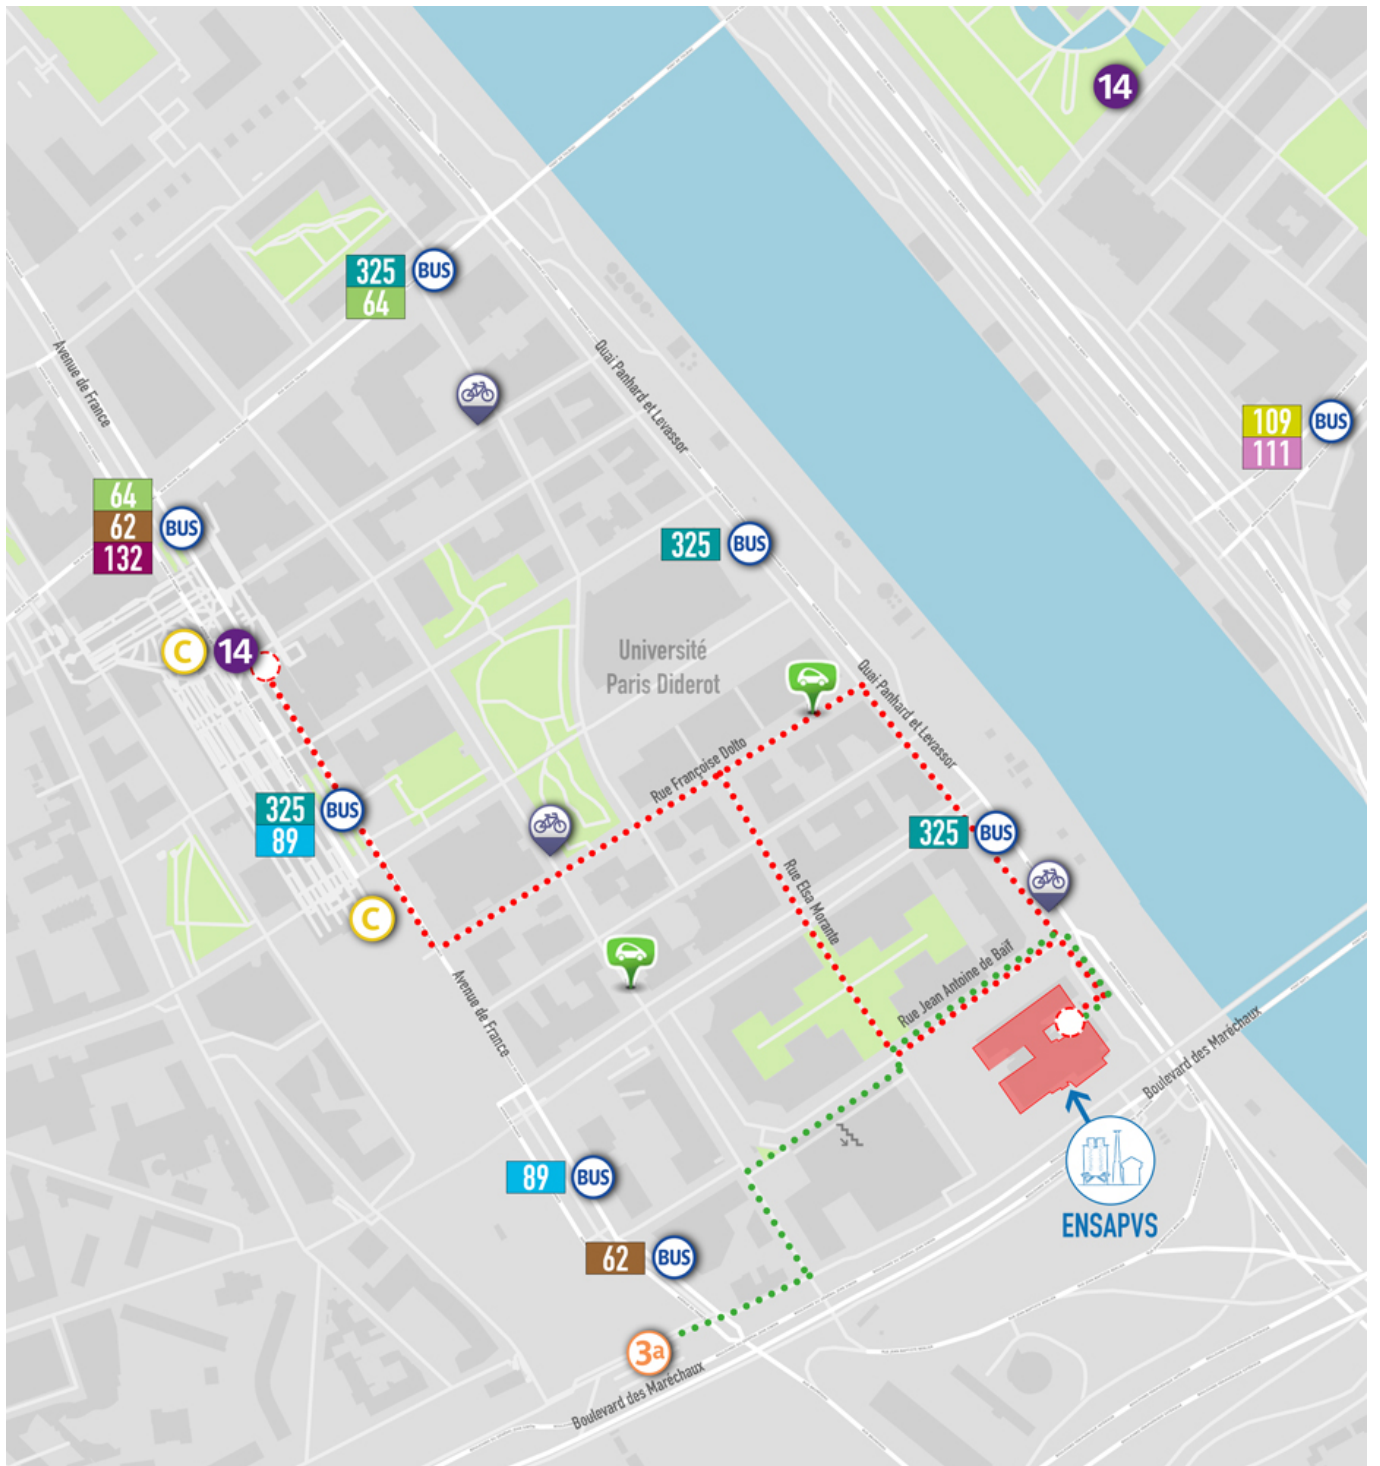 14
325
BUS
64
Avenue de France
Quai Panhard et Levassor
109
BUS
111
64
62
BUS
132
325
BUS
C
14
Université
Paris Diderot
Quai Panhard et Levassor
Rue Françoise Dolto
325
BUS
89
325
BUS
Rue Elsa Morante
C
Rue Jean Antoine de Baïf
Avenue de France
Boulevard des Maréchaux
89
BUS
ENSAPVS
62
BUS
3a
Boulevard des Maréchaux